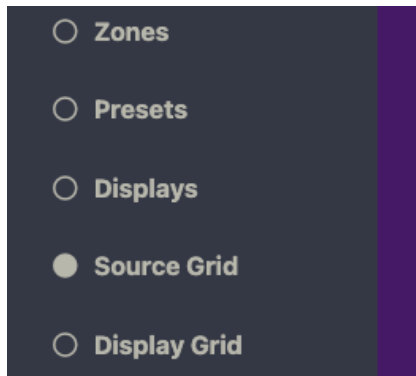 Zones
Presets
Displays
Source Grid
Display Grid